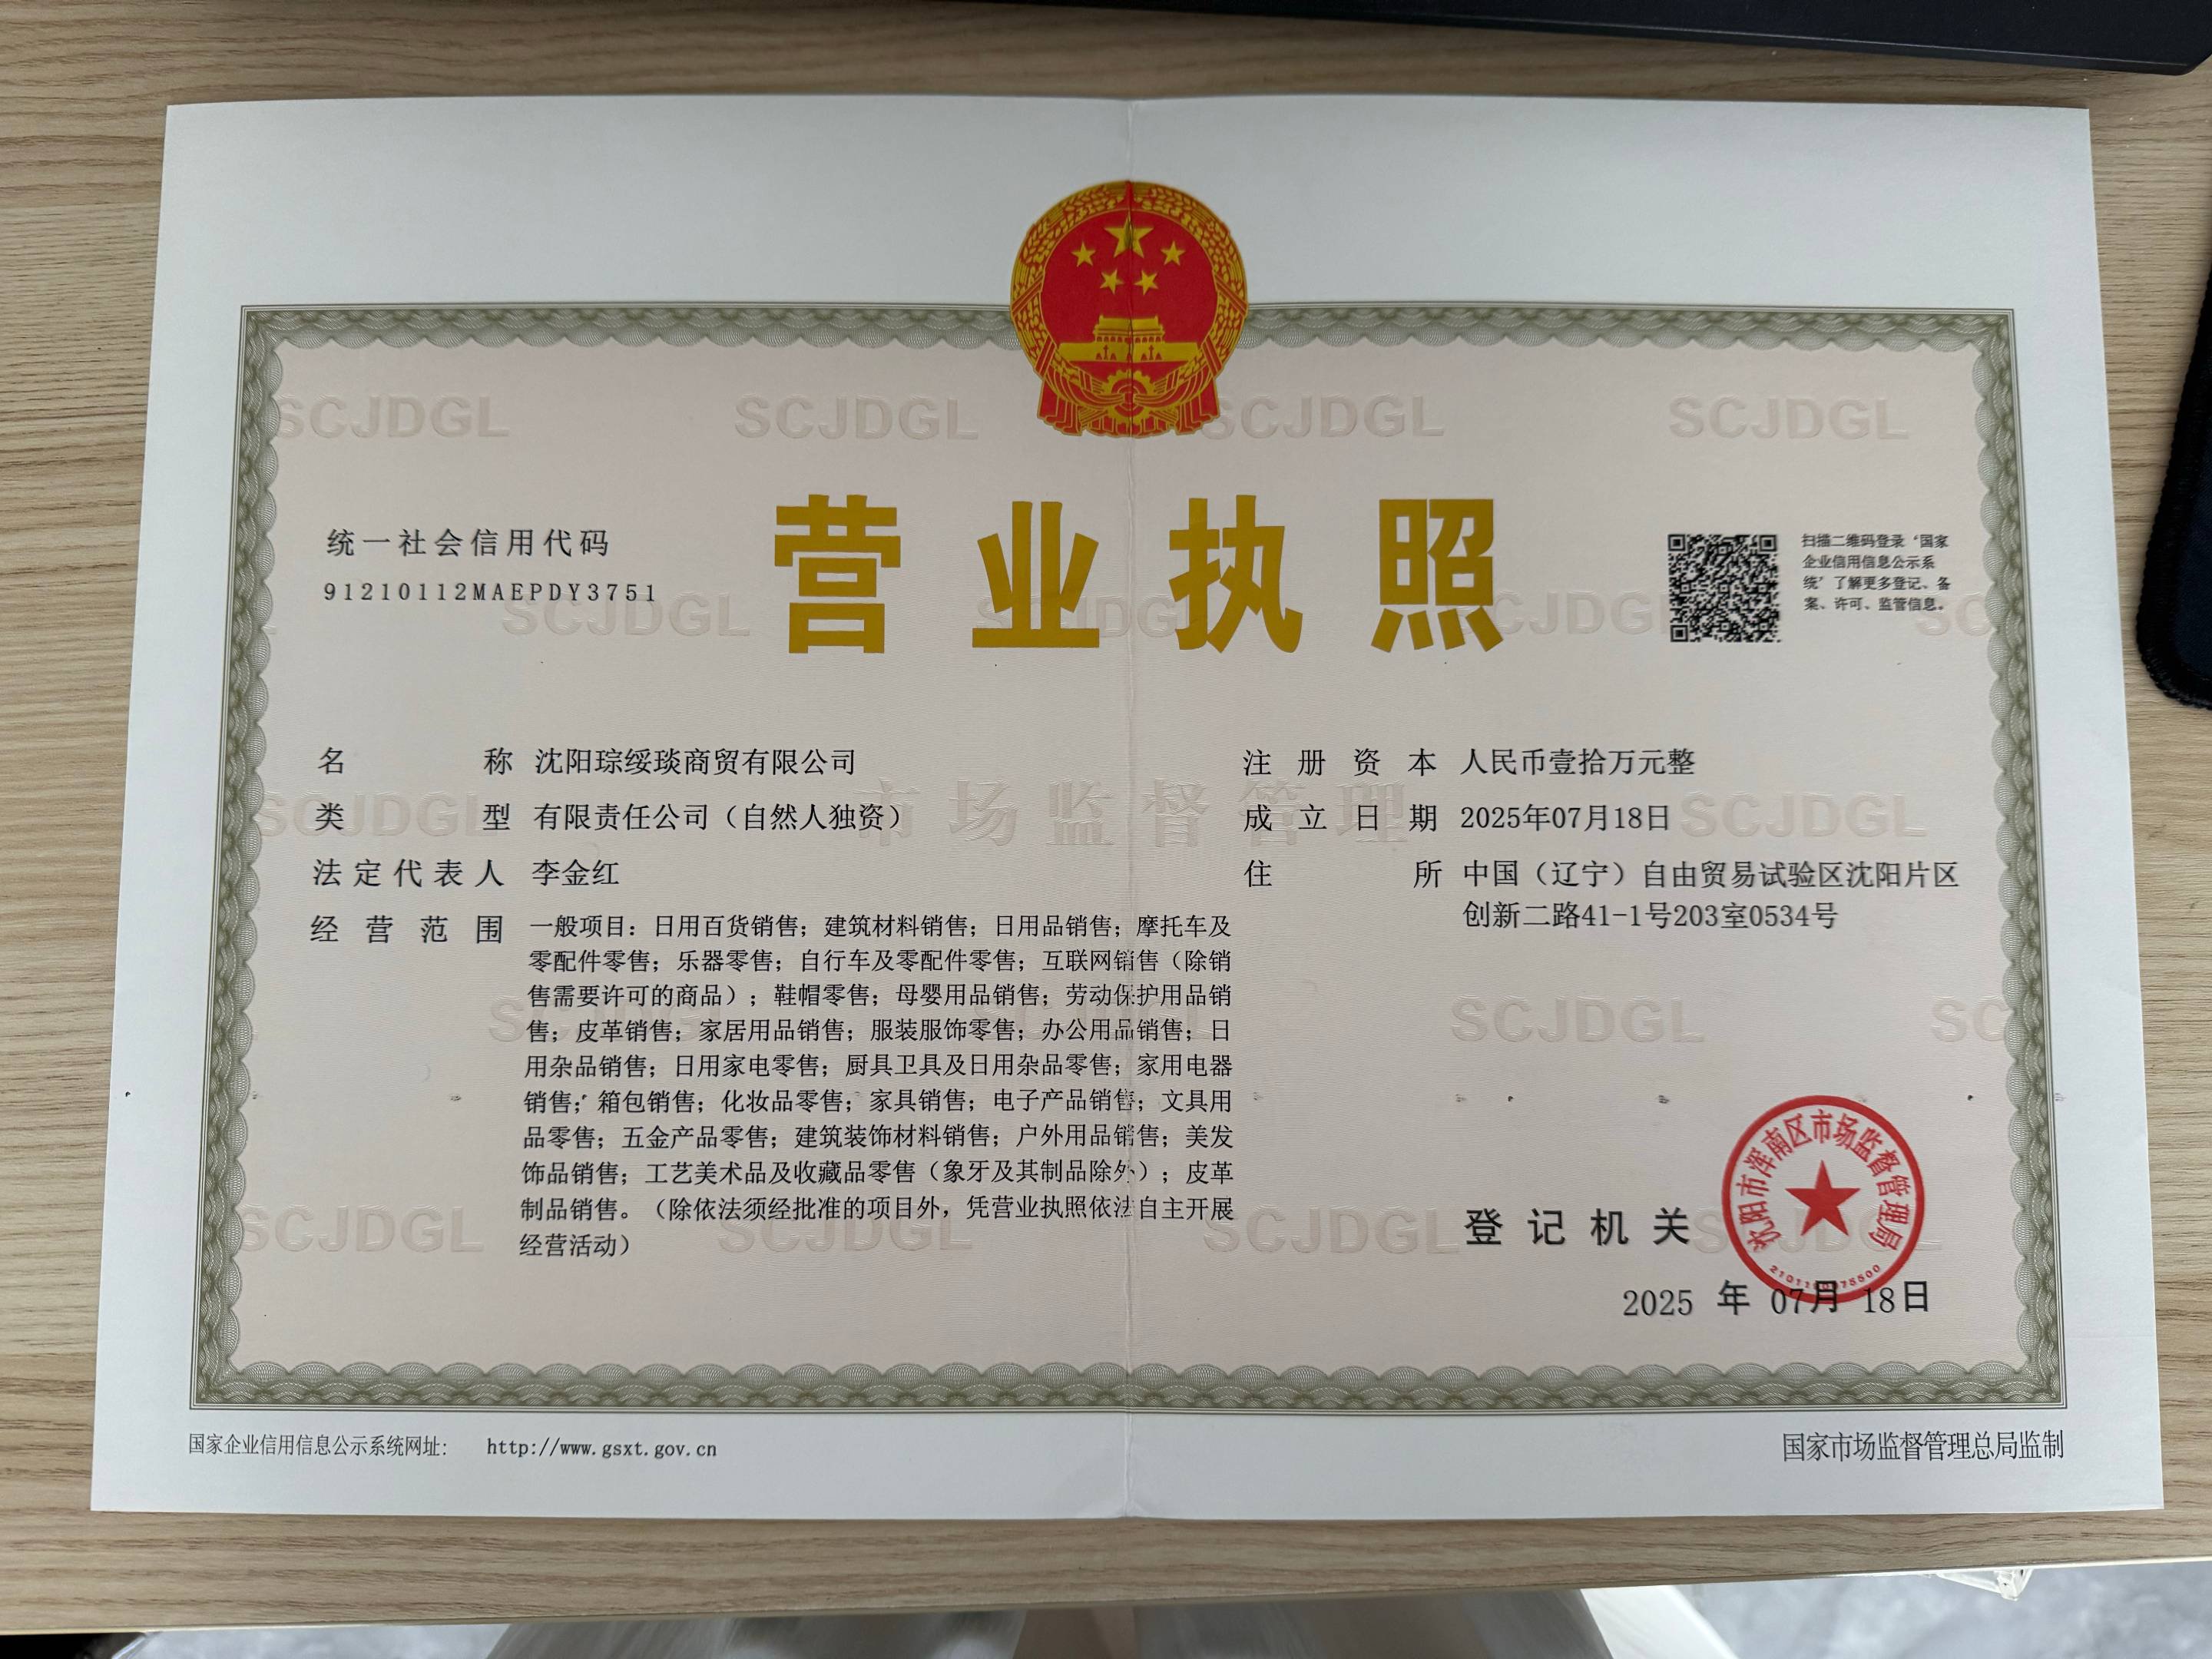 营业执照
统一社会信用代码
91210112MAEPDY3751
扫描二维码登录‘国家
企业信用信息公示系
统’了解更多登记、备
案、许可、监管信息。
名称 沈阳琮绥琰商贸有限公司
类型 有限责任公司（自然人独资）
法定代表人 李金红
经营范围 一般项目：日用百货销售；建筑材料销售；日用品销售；摩托车及
零配件零售；乐器零售；自行车及零配件零售；互联网销售（除销
售需要许可的商品）；鞋帽零售；母婴用品销售；劳动保护用品销
售；皮革销售；家居用品销售；服装服饰零售；办公用品销售；日
用杂品销售；日用家电零售；厨具卫具及日用杂品零售；家用电器
销售；箱包销售；化妆品零售；家具销售；电子产品销售；文具用
品零售；五金产品零售；建筑装饰材料销售；户外用品销售；美发
饰品销售；工艺美术品及收藏品零售（象牙及其制品除外）；皮革
制品销售。（除依法须经批准的项目外，凭营业执照依法自主开展
经营活动）
注册资本 人民币壹拾万元整
成立日期 2025年07月18日
住所 中国（辽宁）自由贸易试验区沈阳片区
创新二路41-1号203室0534号
SCJDGL
市场监督管理
登记机关
沈阳市浑南区市场监督管理局
2025 年 07月 18日
国家企业信用信息公示系统网址： http://www.gsxt.gov.cn
国家市场监督管理总局监制